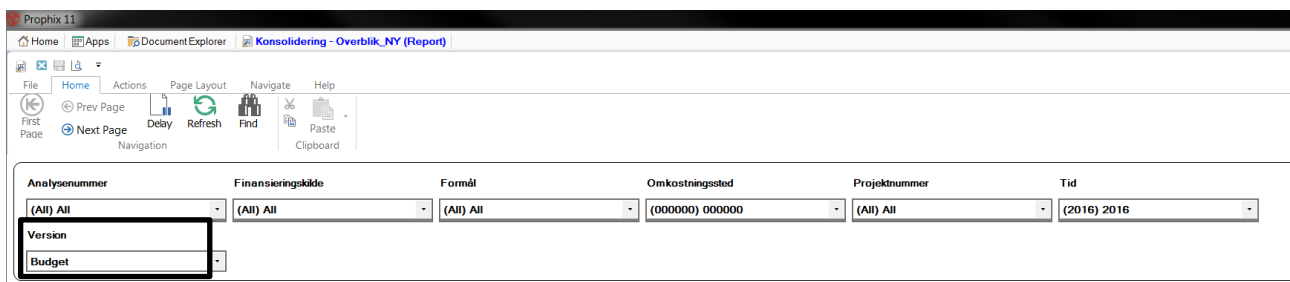 Prophix 11
Home Apps Document Explorer Konsolidering - Overblik_NY (Report)
File Home Actions Page Layout Navigate Help
First Page Prev Page Next Page Delay Refresh Find Paste
Navigation Clipboard
Analysenummer Finansieringskilde Formål Omkostningssted Projektnummer Tid
(All) All (All) All (All) All (000000) 000000 (All) All (2016) 2016
Version
Budget